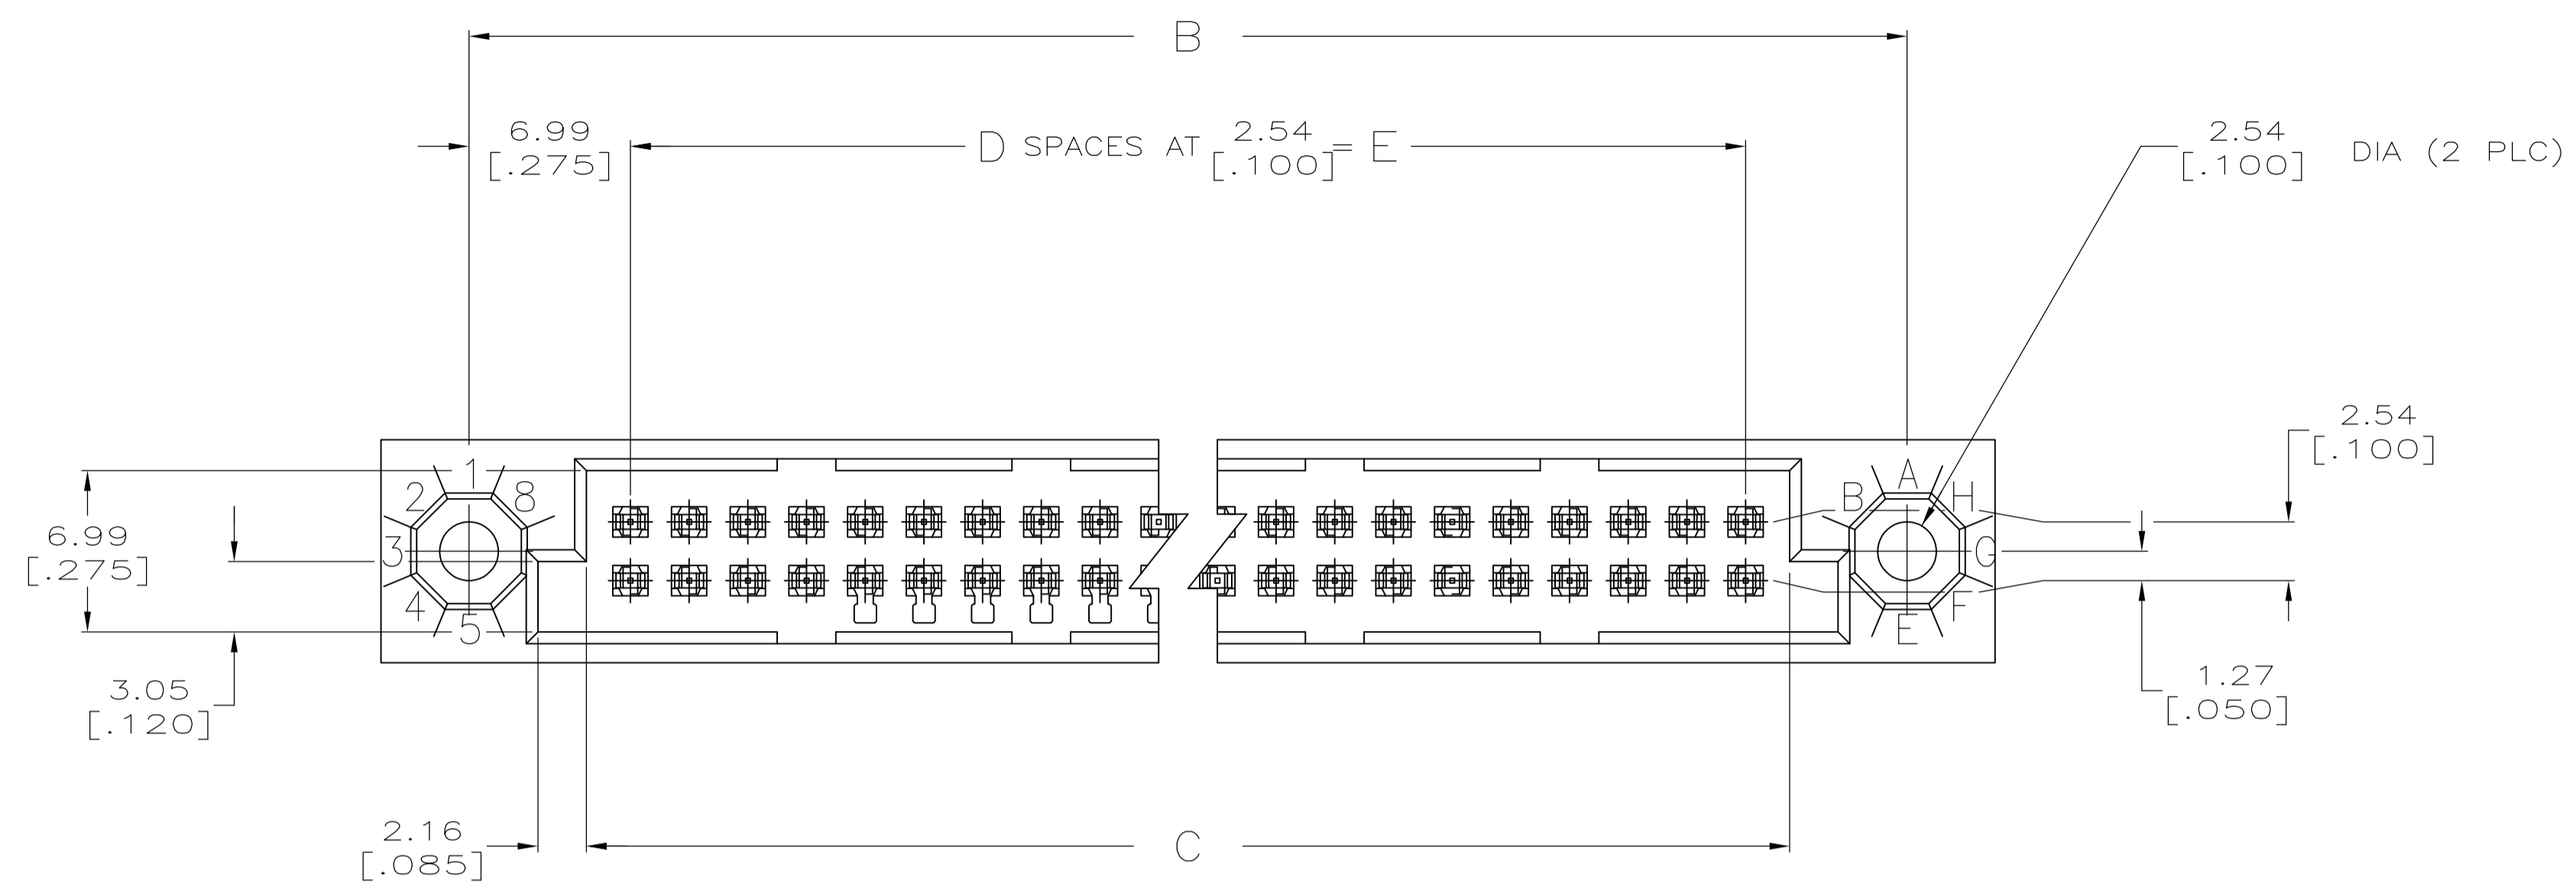 B
6.99
[.275]
D SPACES AT 2.54 = E
[.100]
2.54 DIA (2 PLC)
[.100]
2.54
[.100]
1
2
8
3
4
5
A
B
H
G
F
E
6.99
[.275]
3.05
[.120]
1.27
[.050]
2.16
[.085]
C